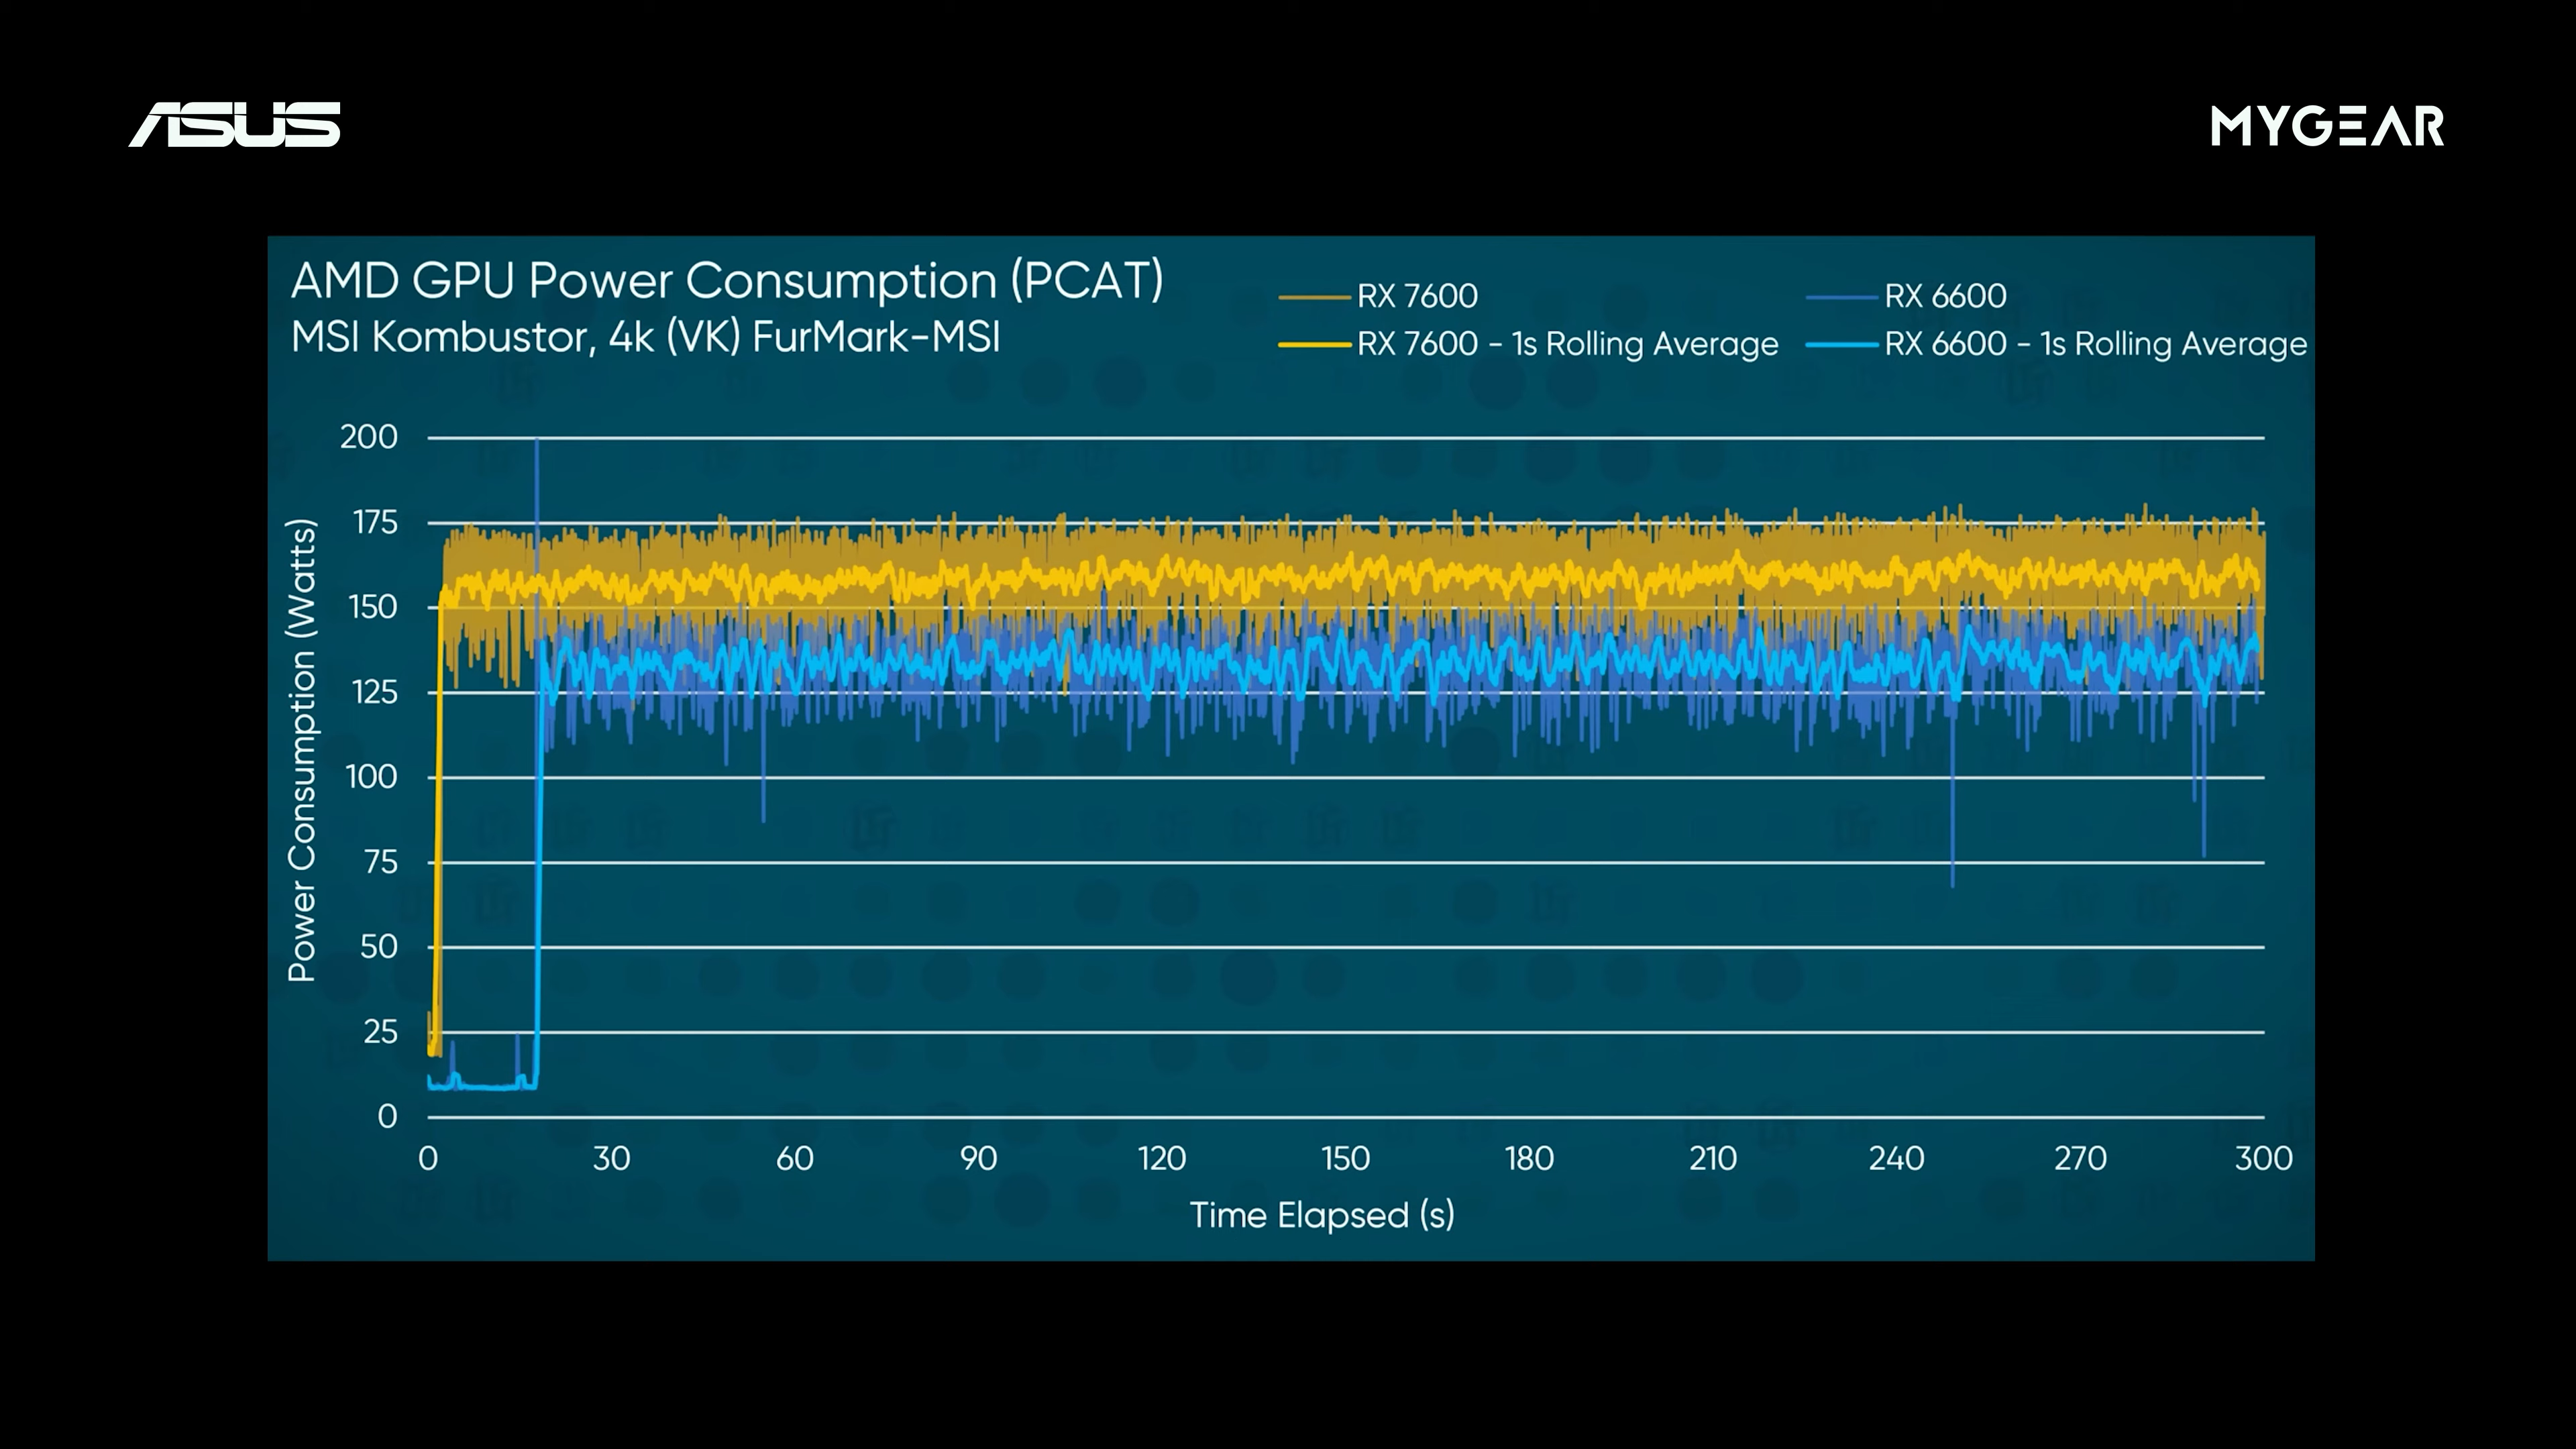 ASUS
MYGEAR
AMD GPU Power Consumption (PCAT)
MSI Kombustor, 4k (VK) FurMark-MSI
RX 7600
RX 6600
RX 7600 - 1s Rolling Average
RX 6600 - 1s Rolling Average
Power Consumption (Watts)
200
175
150
125
100
75
50
25
0
0 30 60 90 120 150 180 210 240 270 300
Time Elapsed (s)